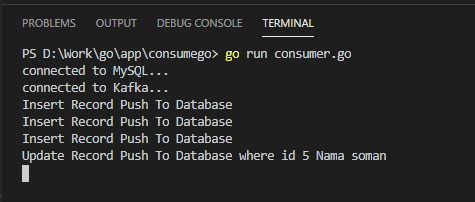 PROBLEMS OUTPUT DEBUG CONSOLE TERMINAL
PS D:\Work\go\app\consumego> go run consumer.go
connected to MySQL...
connected to Kafka...
Insert Record Push To Database
Insert Record Push To Database
Insert Record Push To Database
Update Record Push To Database where id 5 Nama soman